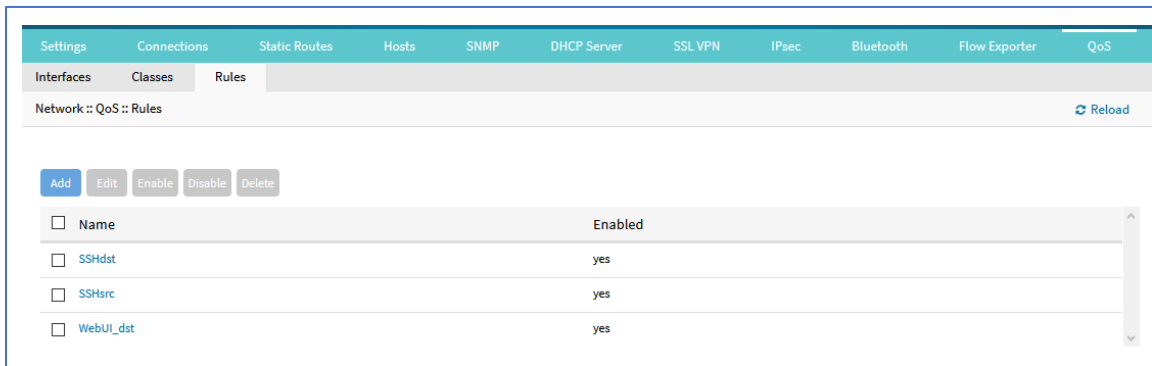 Settings Connections Static Routes Hosts SNMP DHCP Server SSL VPN IPsec Bluetooth Flow Exporter QoS
Interfaces Classes Rules
Network :: QoS :: Rules Reload
Add Edit Enable Disable Delete
Name Enabled
SSHdst yes
SSHsrc yes
WebUI_dst yes